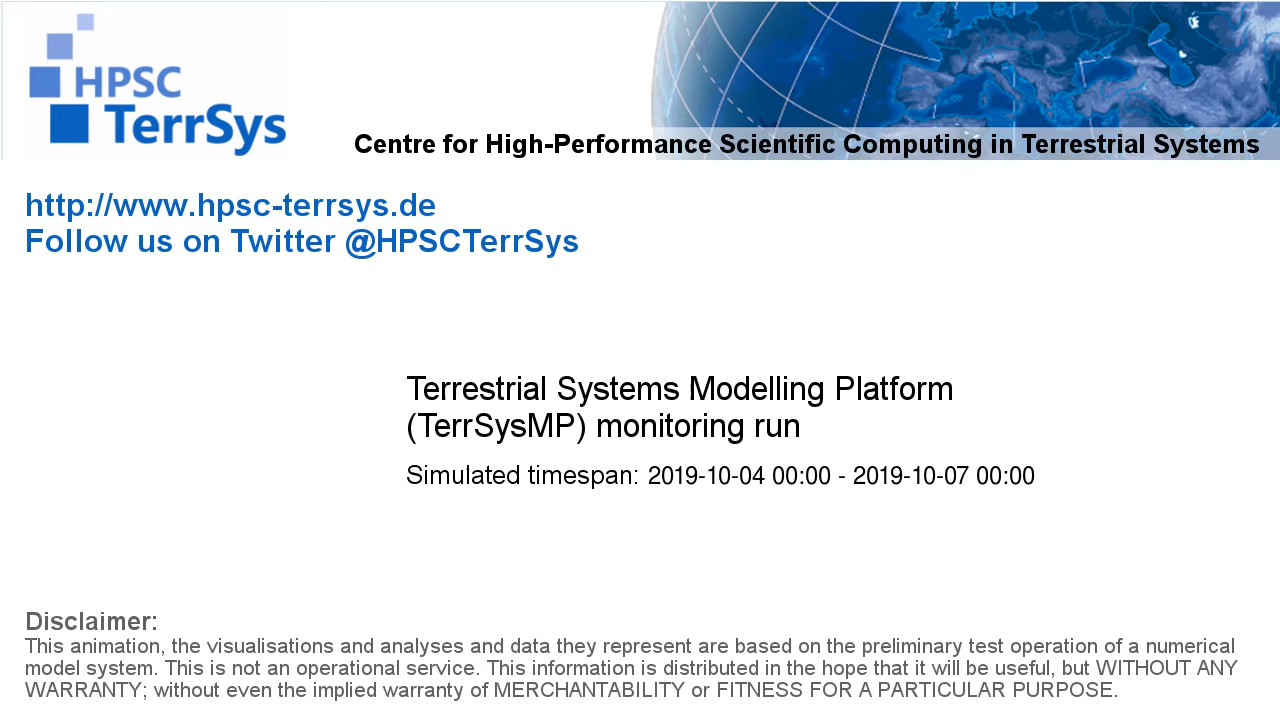 HPSC
TerrSys
Centre for High-Performance Scientific Computing in Terrestrial Systems
http://www.hpsc-terrsys.de
Follow us on Twitter @HPSCTerrSys
Terrestrial Systems Modelling Platform
(TerrSysMP) monitoring run
Simulated timespan: 2019-10-04 00:00 - 2019-10-07 00:00
Disclaimer:
This animation, the visualisations and analyses and data they represent are based on the preliminary test operation of a numerical
model system. This is not an operational service. This information is distributed in the hope that it will be useful, but WITHOUT ANY
WARRANTY; without even the implied warranty of MERCHANTABILITY or FITNESS FOR A PARTICULAR PURPOSE.